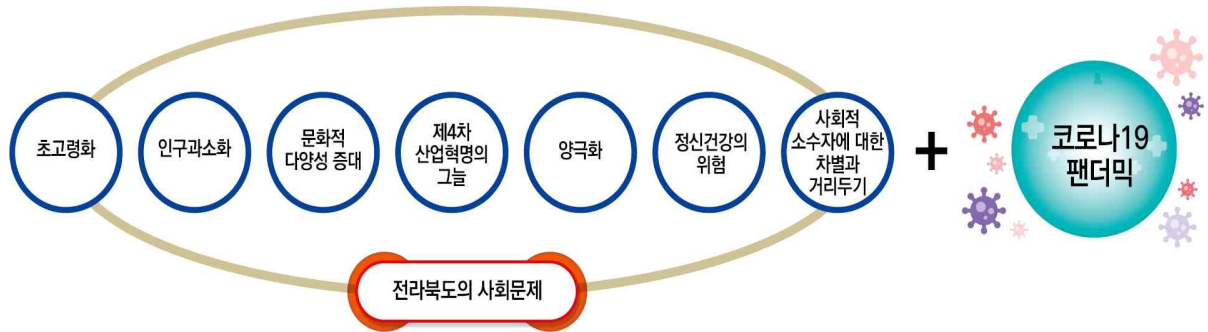 초고령화
인구과소화
문화적
다양성 증대
제4차
산업혁명의
그늘
양극화
정신건강의
위험
사회적
소수자에 대한
차별과
거리두기
+
코로나19
팬더믹
전라북도의 사회문제